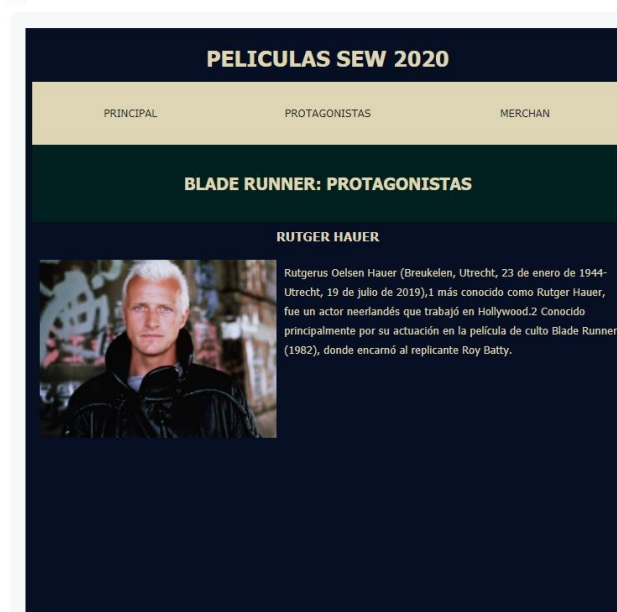 PELICULAS SEW 2020
PRINCIPAL PROTAGONISTAS MERCHAN
BLADE RUNNER: PROTAGONISTAS
RUTGER HAUER
Rutgerus Oelsen Hauer (Breukelen, Utrecht, 23 de enero de 1944-
Utrecht, 19 de julio de 2019),1 más conocido como Rutger Hauer,
fue un actor neerlandés que trabajó en Hollywood.2 Conocido
principalmente por su actuación en la película de culto Blade Runner
(1982), donde encarnó al replicante Roy Batty.